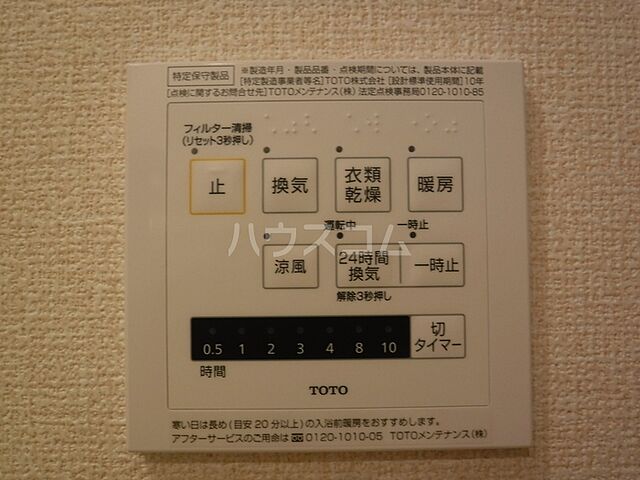 特定保守製品
※製造年月・製品品番・点検期間については、製品本体に記載
[特定製造事業者等名]TOTO株式会社 [設計標準使用期間]10年
[点検に関するお問合せ先]TOTOメンテナンス(株) 法定点検事務局0120-1010-85
フィルター清掃
(リセット3秒押し)
止
換気
衣類
乾燥
暖房
運転中
一時止
涼風
24時間
換気
一時止
解除3秒押し
ハウスコム
0.5 1 2 3 4 8 10
切
タイマー
時間
TOTO
寒い日は長め(目安20分以上)の入浴前暖房をおすすめします。
アフターサービスのご用命は 0120-1010-05 TOTOメンテナンス(株)